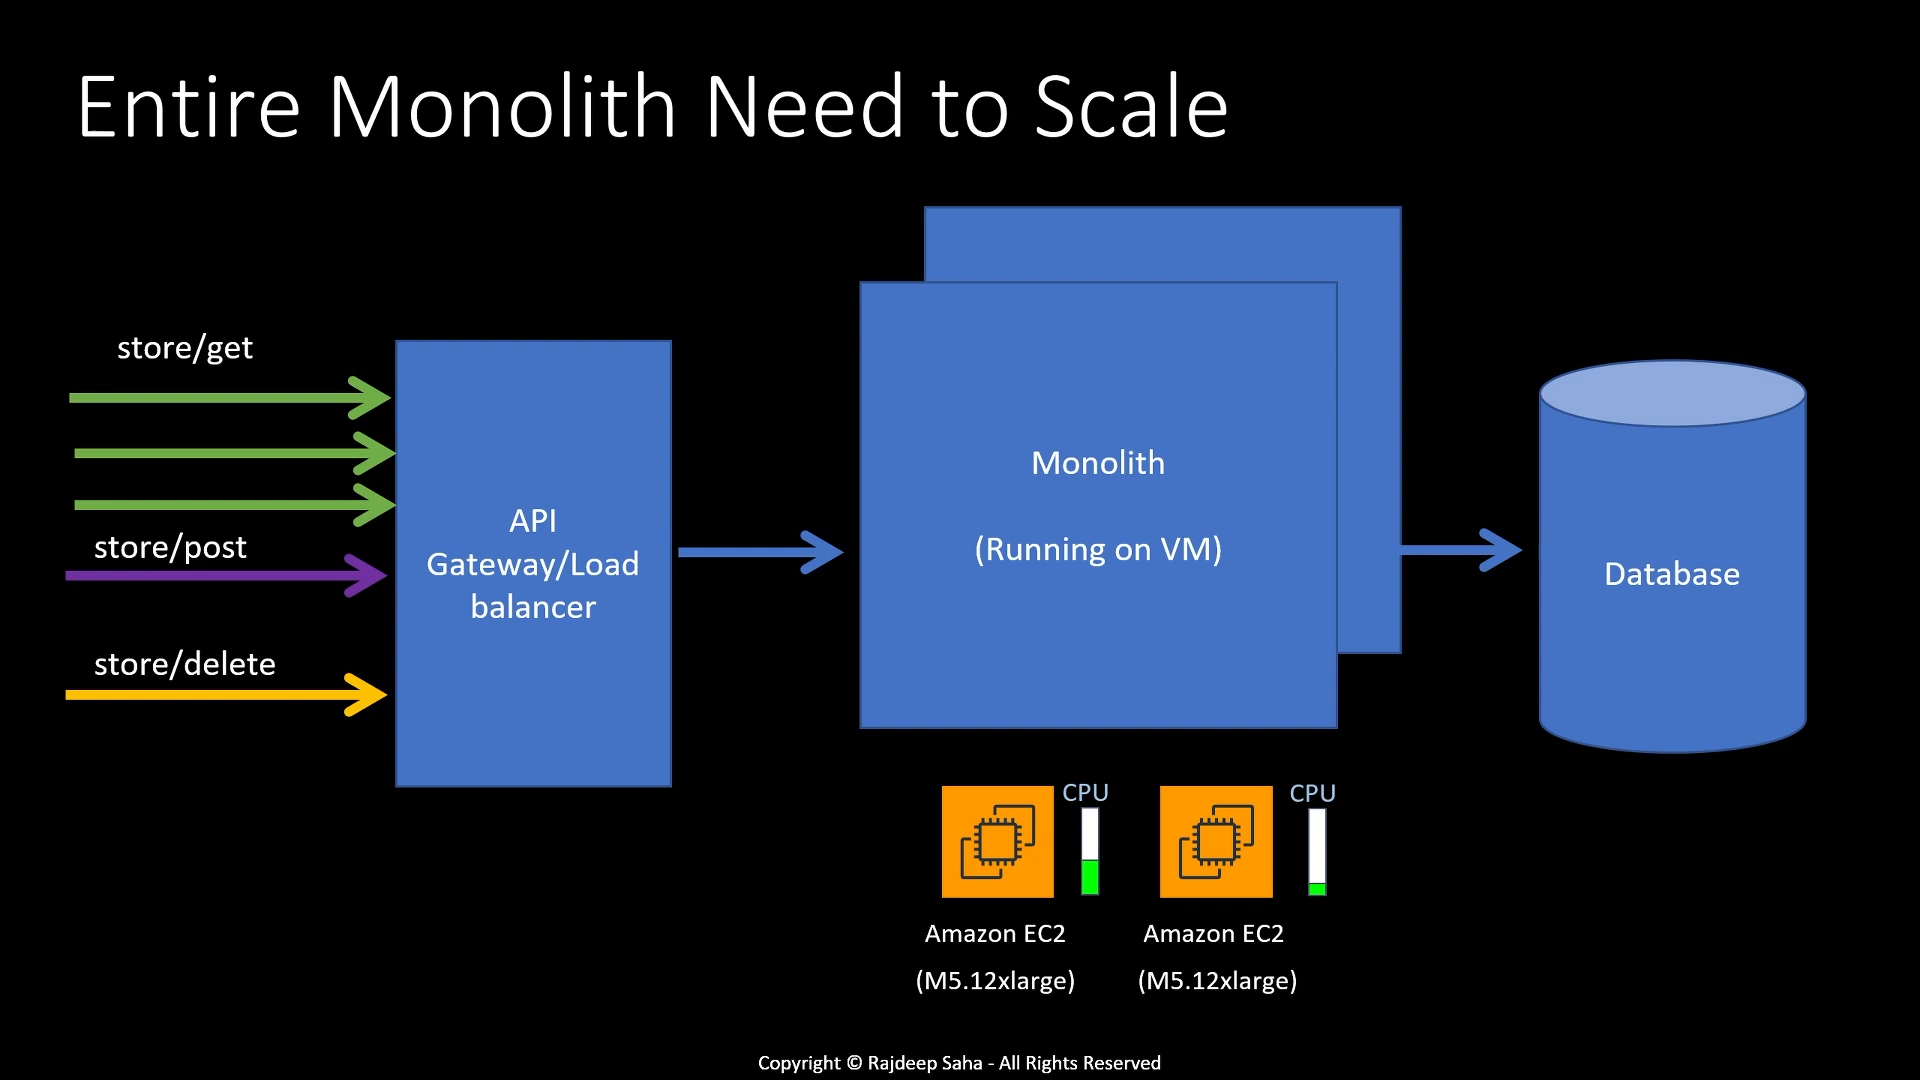 Entire Monolith Need to Scale
store/get
store/post
store/delete
API
Gateway/Load
balancer
Monolith
(Running on VM)
Database
CPU
CPU
Amazon EC2
(M5.12xlarge)
Amazon EC2
(M5.12xlarge)
Copyright © Rajdeep Saha - All Rights Reserved